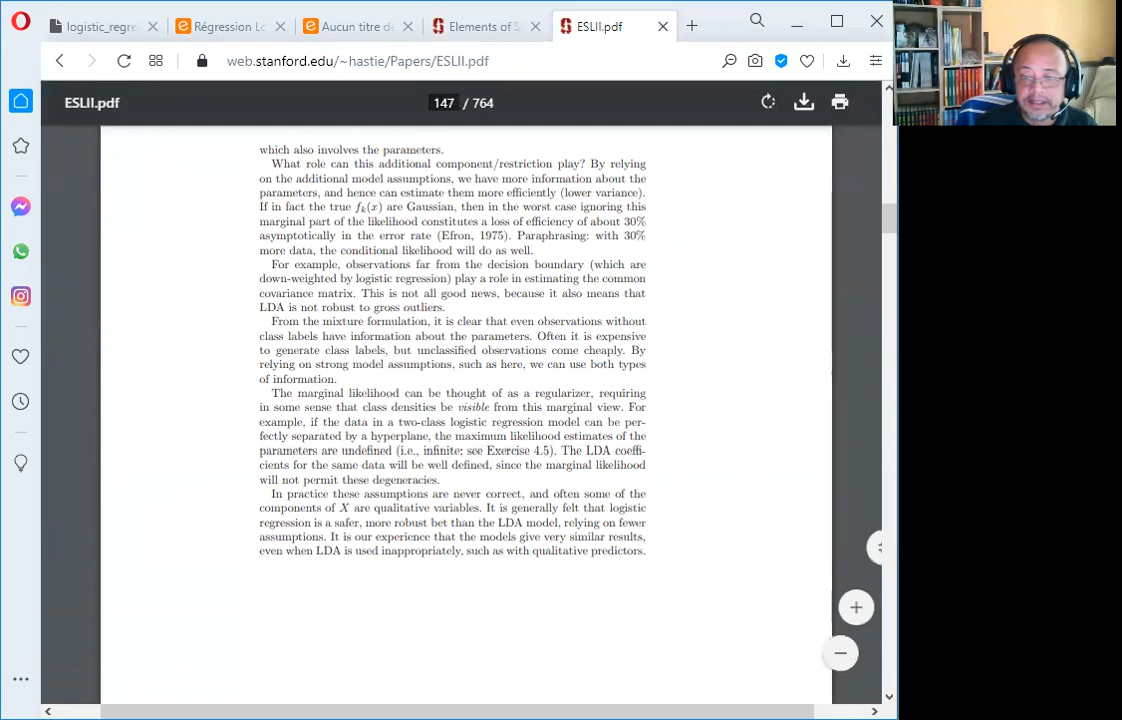 logistic_regre
Régression Lo
Aucun titre de
Elements of S
ESLII.pdf
web.stanford.edu/~hastie/Papers/ESLII.pdf
ESLII.pdf
147 / 764
which also involves the parameters.
What role can this additional component/restriction play? By relying
on the additional model assumptions, we have more information about the
parameters, and hence can estimate them more efficiently (lower variance).
If in fact the true fk(x) are Gaussian, then in the worst case ignoring this
marginal part of the likelihood constitutes a loss of efficiency of about 30%
asymptotically in the error rate (Efron, 1975). Paraphrasing: with 30%
more data, the conditional likelihood will do as well.
For example, observations far from the decision boundary (which are
down-weighted by logistic regression) play a role in estimating the common
covariance matrix. This is not all good news, because it also means that
LDA is not robust to gross outliers.
From the mixture formulation, it is clear that even observations without
class labels have information about the parameters. Often it is expensive
to generate class labels, but unclassified observations come cheaply. By
relying on strong model assumptions, such as here, we can use both types
of information.
The marginal likelihood can be thought of as a regularizer, requiring
in some sense that class densities be visible from this marginal view. For
example, if the data in a two-class logistic regression model can be per-
fectly separated by a hyperplane, the maximum likelihood estimates of the
parameters are undefined (i.e., infinite; see Exercise 4.5). The LDA coeffi-
cients for the same data will be well defined, since the marginal likelihood
will not permit these degeneracies.
In practice these assumptions are never correct, and often some of the
components of X are qualitative variables. It is generally felt that logistic
regression is a safer, more robust bet than the LDA model, relying on fewer
assumptions. It is our experience that the models give very similar results,
even when LDA is used inappropriately, such as with qualitative predictors.